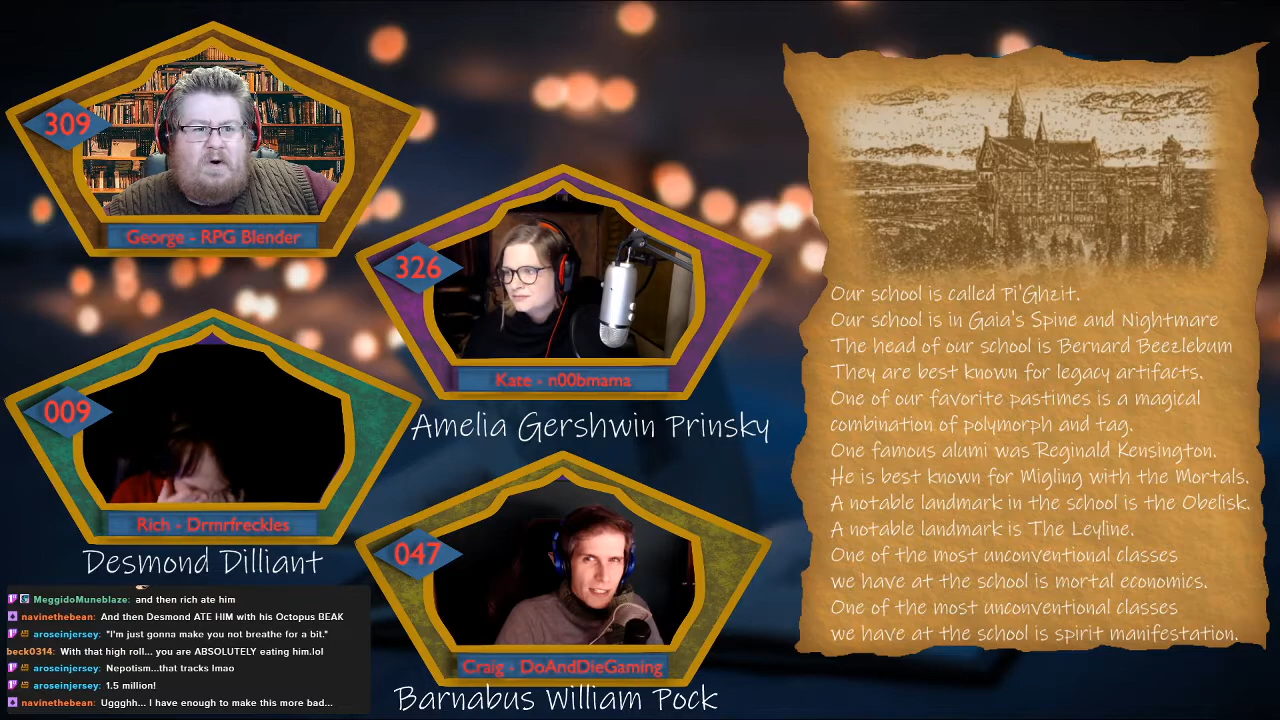 309
George - RPG Blender
326
Kate - n00bmama
Amelia Gershwin Prinsky
009
Rich - Drmrfreckles
Desmond Dilliant
047
Craig - DoAndDieGaming
Barnabus William Pock
MeggidoMuneblaze: and then rich ate him
navinethebean: And then Desmond ATE HIM with his Octopus BEAK
aroseinjersey: "I'm just gonna make you not breathe for a bit."
beck0314: With that high roll... you are ABSOLUTELY eating him.lol
aroseinjersey: Nepotism...that tracks lmao
aroseinjersey: 1.5 million!
navinethebean: Uggghh... I have enough to make this more bad...
Our school is called Pi'Ghzit.
Our school is in Gaia's Spine and Nightmare
The head of our school is Bernard Beezlebum
They are best known for legacy artifacts.
One of our favorite pastimes is a magical
combination of polymorph and tag.
One famous alumi was Reginald Kensington.
He is best known for Migling with the Mortals.
A notable landmark in the school is the Obelisk.
A notable landmark is The Leyline.
One of the most unconventional classes
we have at the school is mortal economics.
One of the most unconventional classes
we have at the school is spirit manifestation.